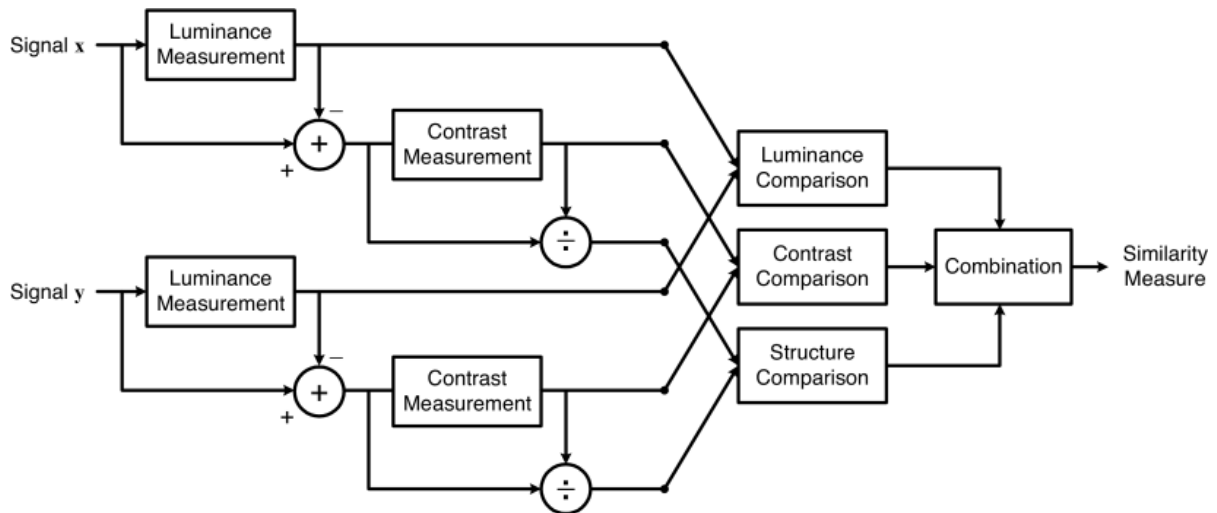 Signal x
Luminance
Measurement
−
+
+
Contrast
Measurement
÷
Luminance
Comparison
Signal y
Luminance
Measurement
−
+
+
Contrast
Measurement
÷
Contrast
Comparison
Structure
Comparison
Combination
Similarity
Measure